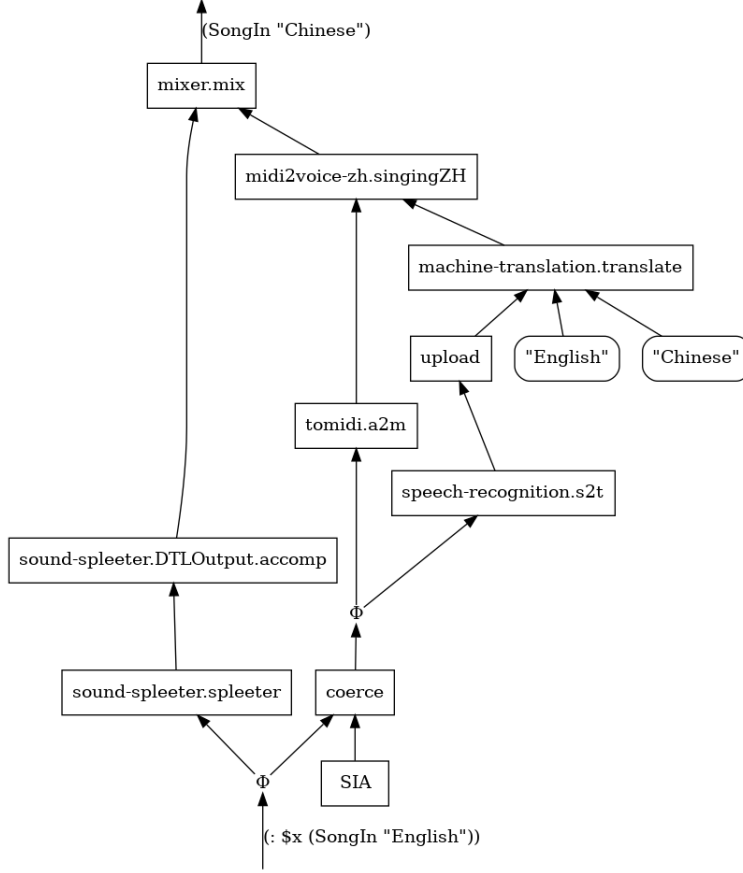 (SongIn "Chinese")
mixer.mix
midi2voice-zh.singingZH
machine-translation.translate
upload
"English"
"Chinese"
tomidi.a2m
speech-recognition.s2t
sound-spleeter.DTLOutput.accomp
Φ
sound-spleeter.spleeter
coerce
Φ
SIA
(: $x (SongIn "English"))